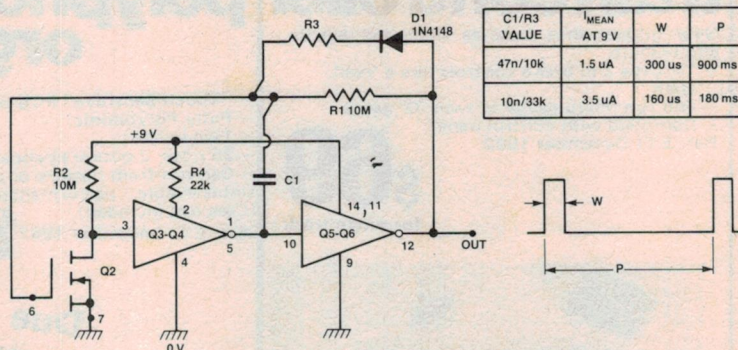 R3
D1
1N4148
R1 10M
+9 V
R2
10M
R4
22k
C1
2
14, 11
8
3
Q3-Q4
1
5
10
Q5-Q6
12
OUT
4
9
Q2
6
7
0 V
C1/R3 VALUE IMEAN AT 9 V W P
47n/10k 1.5 uA 300 us 900 ms
10n/33k 3.5 uA 160 us 180 ms
W
P